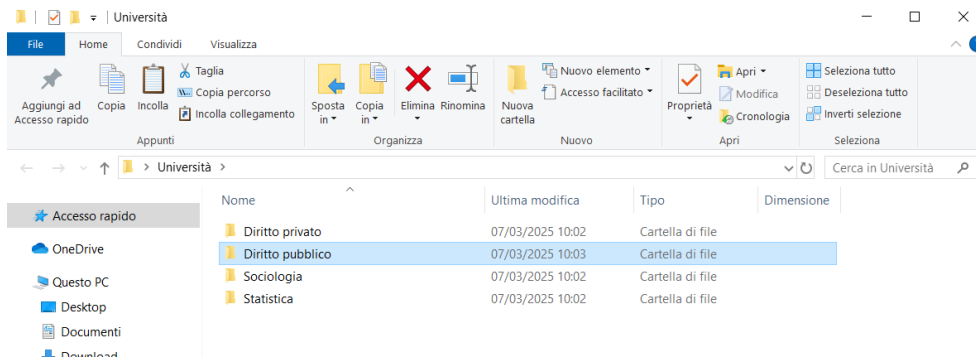 Università
File Home Condividi Visualizza
Aggiungi ad Accesso rapido
Copia
Incolla
Taglia
Copia percorso
Incolla collegamento
Appunti
Sposta in
Copia in
Elimina
Rinomina
Organizza
Nuova cartella
Nuovo elemento
Accesso facilitato
Nuovo
Proprietà
Apri
Modifica
Cronologia
Apri
Seleziona tutto
Deseleziona tutto
Inverti selezione
Seleziona
Università
Cerca in Università
Accesso rapido
OneDrive
Questo PC
Desktop
Documenti
Download
Nome Ultima modifica Tipo Dimensione
Diritto privato 07/03/2025 10:02 Cartella di file
Diritto pubblico 07/03/2025 10:03 Cartella di file
Sociologia 07/03/2025 10:02 Cartella di file
Statistica 07/03/2025 10:02 Cartella di file